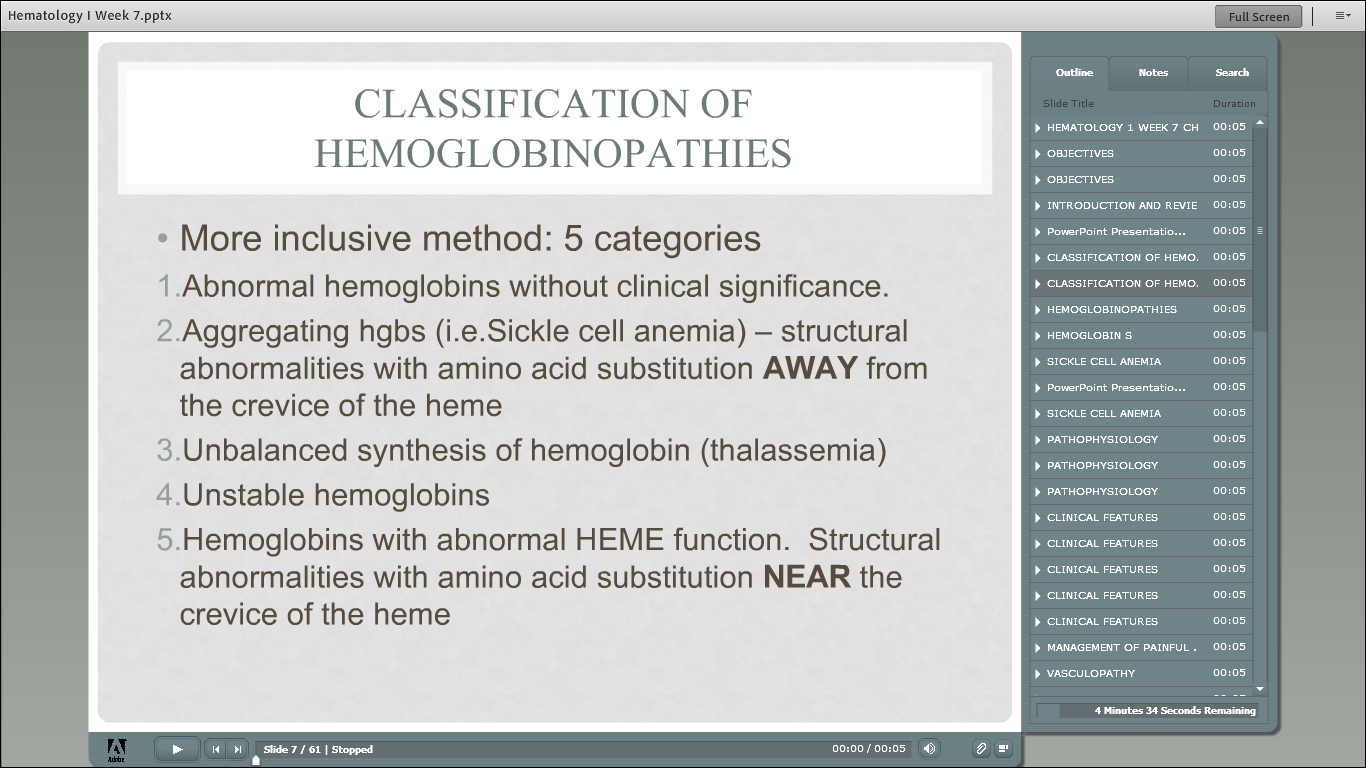 Hematology I Week 7.pptx
Full Screen
CLASSIFICATION OF
HEMOGLOBINOPATHIES
• More inclusive method: 5 categories
1.Abnormal hemoglobins without clinical significance.
2.Aggregating hgbs (i.e.Sickle cell anemia) – structural
abnormalities with amino acid substitution AWAY from
the crevice of the heme
3.Unbalanced synthesis of hemoglobin (thalassemia)
4.Unstable hemoglobins
5.Hemoglobins with abnormal HEME function.  Structural
abnormalities with amino acid substitution NEAR the
crevice of the heme
Outline Notes Search
Slide Title Duration
HEMATOLOGY 1 WEEK 7 CH 00:05
OBJECTIVES 00:05
OBJECTIVES 00:05
INTRODUCTION AND REVIE 00:05
PowerPoint Presentatio... 00:05
CLASSIFICATION OF HEMO. 00:05
CLASSIFICATION OF HEMO. 00:05
HEMOGLOBINOPATHIES 00:05
HEMOGLOBIN S 00:05
SICKLE CELL ANEMIA 00:05
PowerPoint Presentatio... 00:05
SICKLE CELL ANEMIA 00:05
PATHOPHYSIOLOGY 00:05
PATHOPHYSIOLOGY 00:05
PATHOPHYSIOLOGY 00:05
CLINICAL FEATURES 00:05
CLINICAL FEATURES 00:05
CLINICAL FEATURES 00:05
CLINICAL FEATURES 00:05
CLINICAL FEATURES 00:05
MANAGEMENT OF PAINFUL . 00:05
VASCULOPATHY 00:05
4 Minutes 34 Seconds Remaining
Adobe
Slide 7 / 61 | Stopped 00:00 / 00:05